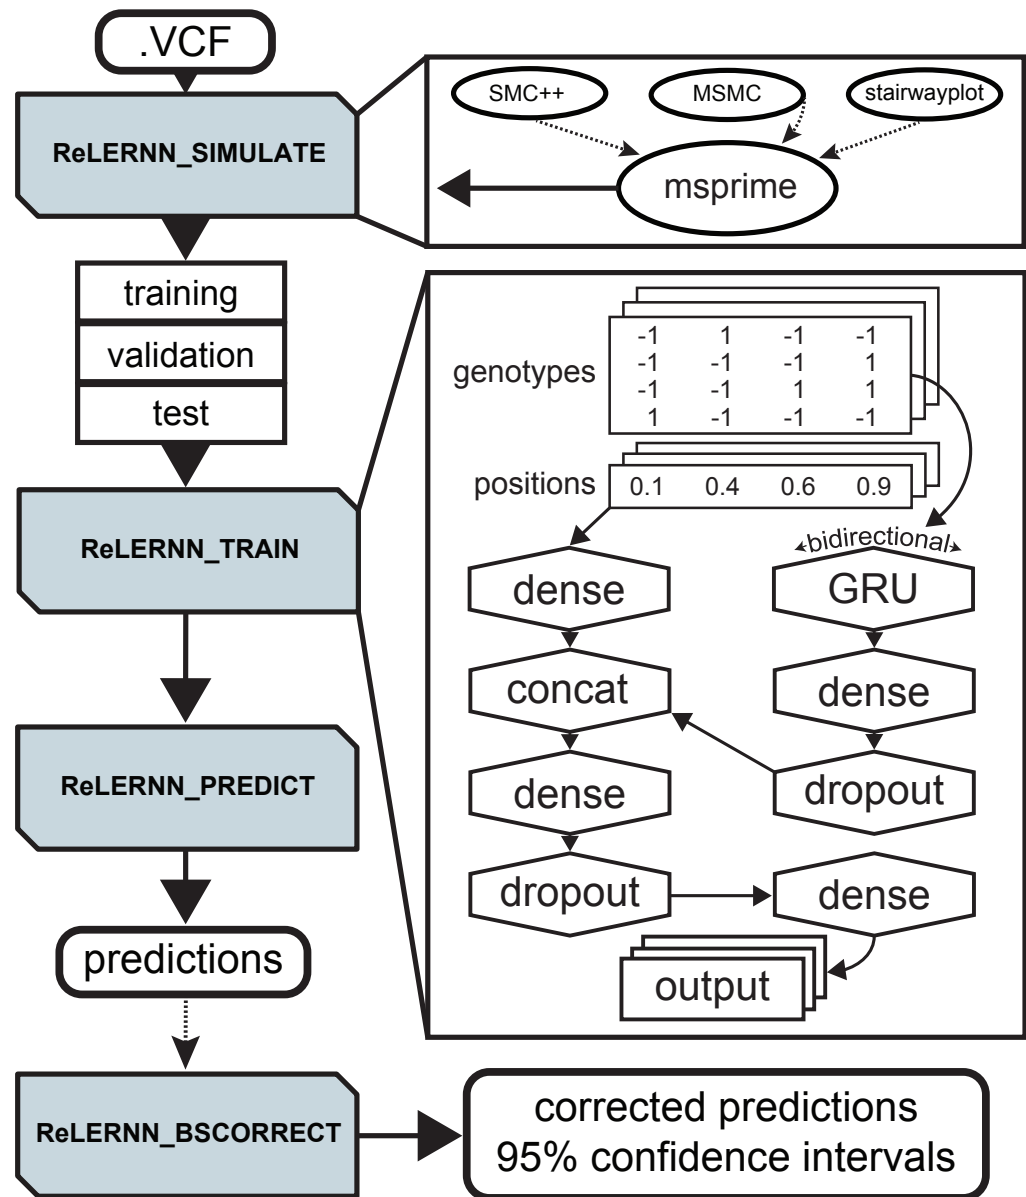 .VCF
ReLERNN_SIMULATE
SMC++
MSMC
stairwayplot
msprime
training
validation
test
genotypes
-1 1 -1 -1
-1 -1 -1 1
-1 -1 1 1
1 -1 -1 -1
positions
0.1 0.4 0.6 0.9
ReLERNN_TRAIN
bidirectional
dense
GRU
concat
dense
dense
dropout
dropout
dense
output
ReLERNN_PREDICT
predictions
ReLERNN_BSCORRECT
corrected predictions
95% confidence intervals